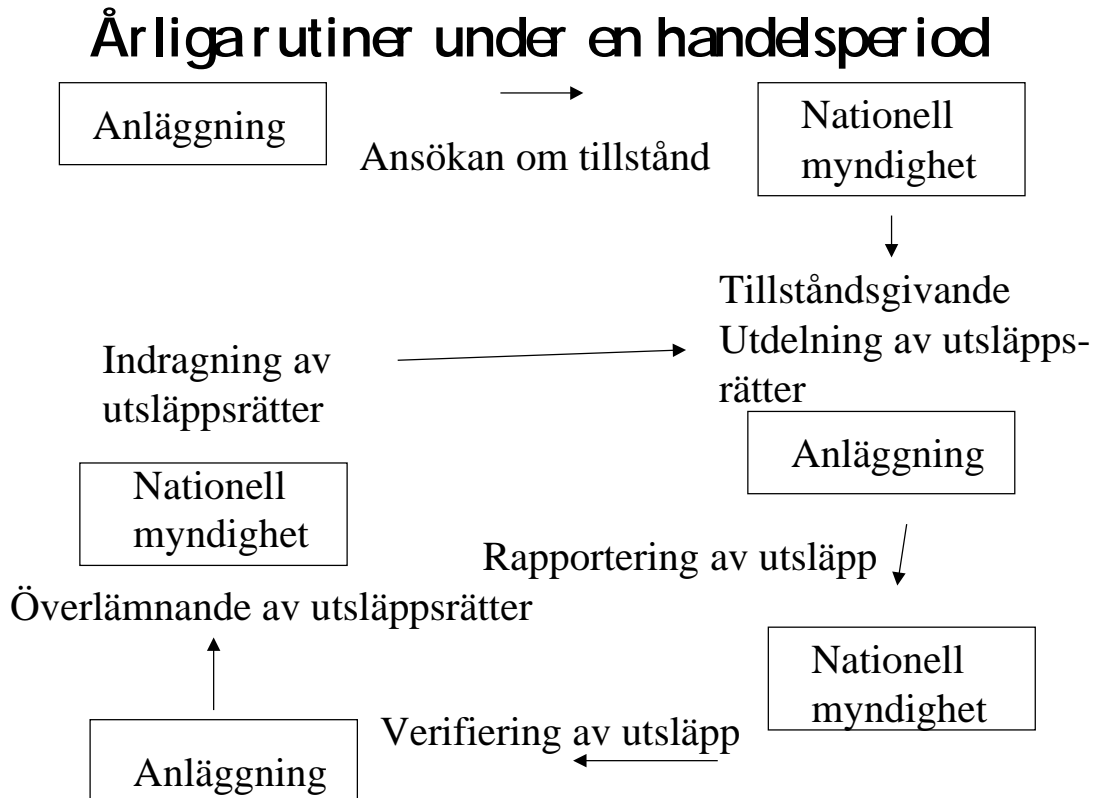 Årliga rutiner under en handelsperiod
Anläggning
Ansökan om tillstånd
Nationell
myndighet
Tillståndsgivande
Utdelning av utsläpps-
rätter
Indragning av
utsläppsrätter
Anläggning
Nationell
myndighet
Rapportering av utsläpp
Överlämnande av utsläppsrätter
Nationell
myndighet
Verifiering av utsläpp
Anläggning